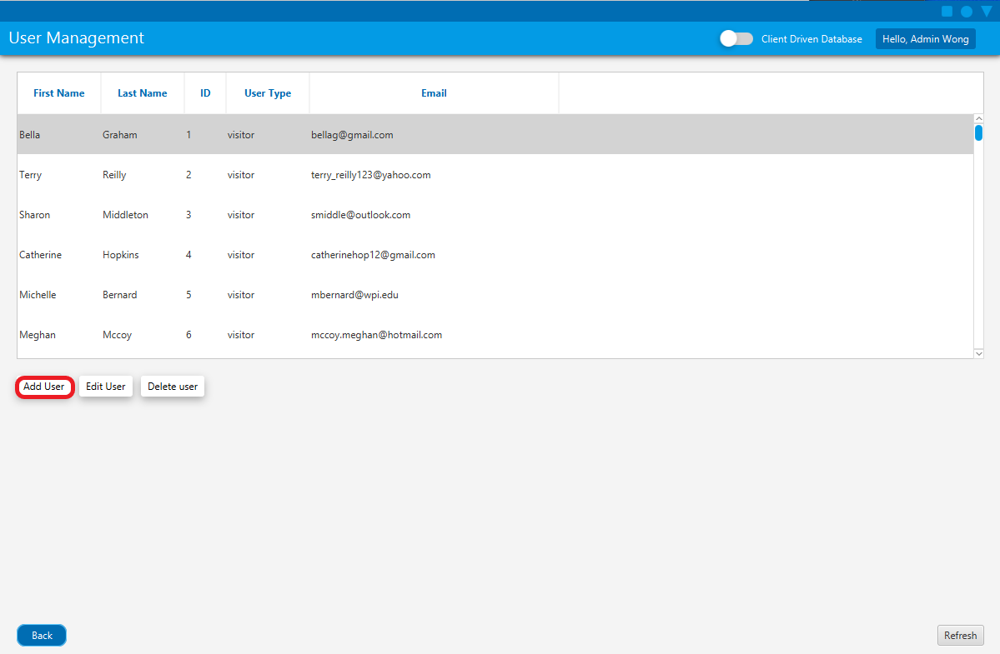 User Management Client Driven Database Hello, Admin Wong
First Name Last Name ID User Type Email
Bella Graham 1 visitor bellag@gmail.com
Terry Reilly 2 visitor terry_reilly123@yahoo.com
Sharon Middleton 3 visitor smiddle@outlook.com
Catherine Hopkins 4 visitor catherinehop12@gmail.com
Michelle Bernard 5 visitor mbernard@wpi.edu
Meghan Mccoy 6 visitor mccoy.meghan@hotmail.com
Add User Edit User Delete user
Back Refresh